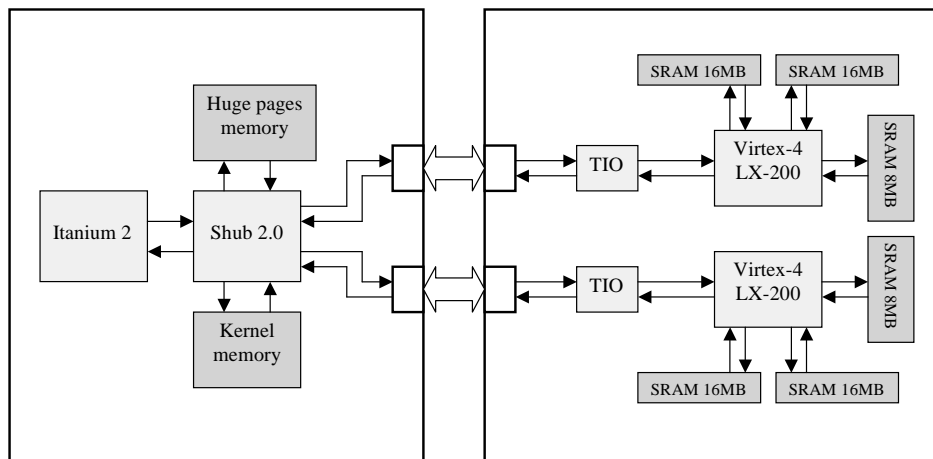 SRAM 16MB
SRAM 16MB
Huge pages
memory
TIO
Virtex-4
LX-200
SRAM 8MB
Itanium 2
Shub 2.0
TIO
Virtex-4
LX-200
SRAM 8MB
Kernel
memory
SRAM 16MB
SRAM 16MB